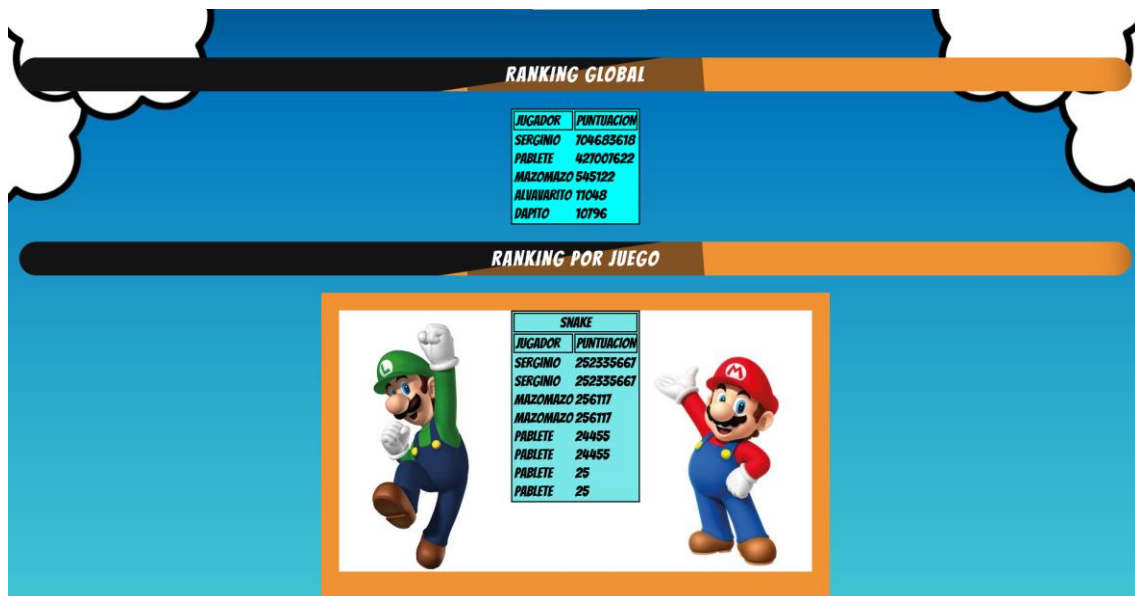 RANKING GLOBAL
JUGADOR PUNTUACION
SERGINIO 704683618
PABLETE 427007622
MAZOMAZO 545122
ALVAVARITO 11048
DAPITO 10796
RANKING POR JUEGO
SNAKE
JUGADOR PUNTUACION
SERGINIO 252335667
SERGINIO 252335667
MAZOMAZO 256117
MAZOMAZO 256117
PABLETE 24455
PABLETE 24455
PABLETE 25
PABLETE 25
L
M